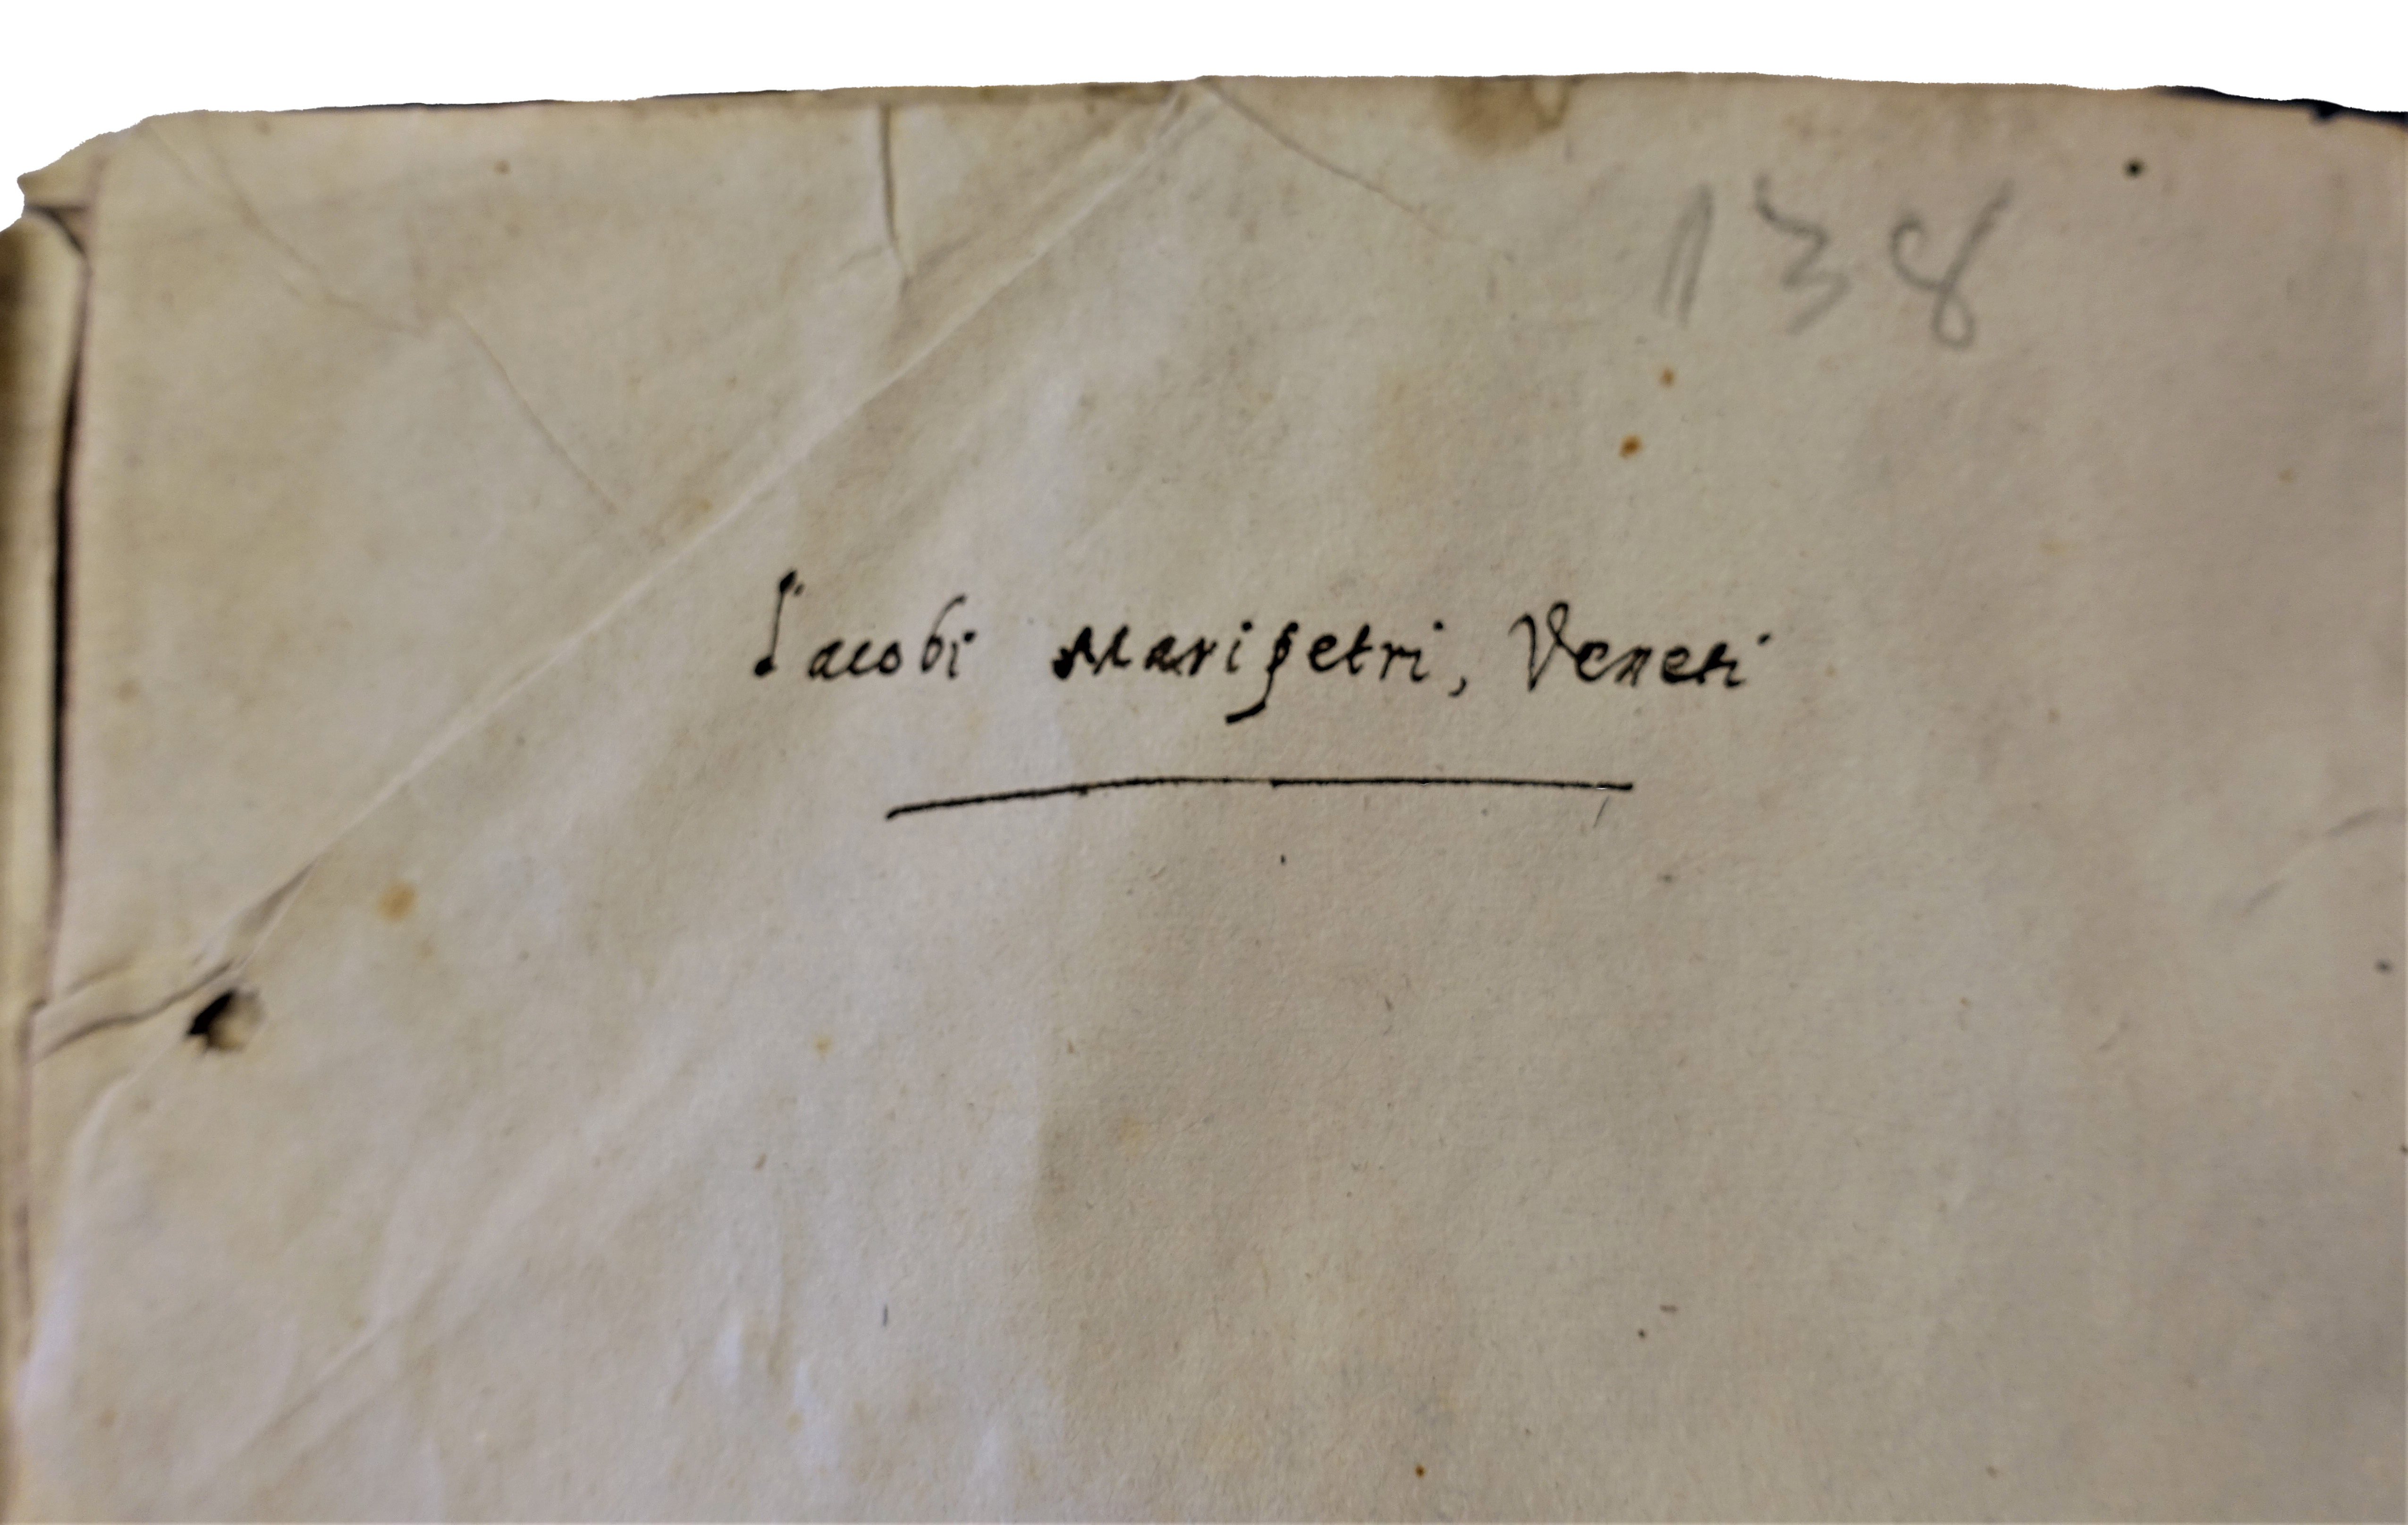 138
Iacobi Maripetri, Veneti